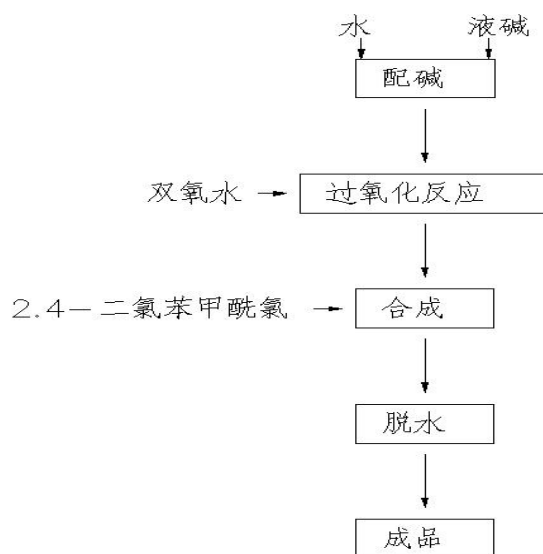 水 液碱
配碱
双氧水 过氧化反应
2.4－二氯苯甲酰氯 合成
脱水
成品